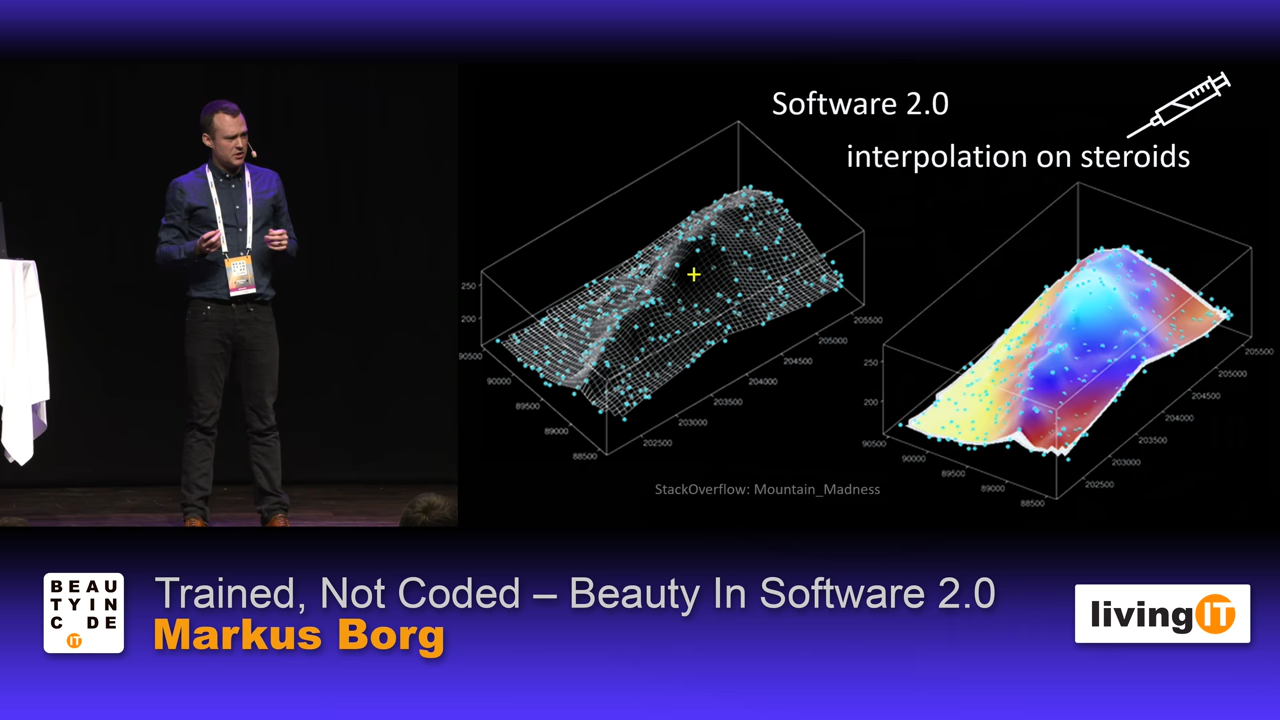 Software 2.0
interpolation on steroids
250
200
90500
90000
89500
89000
88500
202500
203000
203500
204000
204500
205000
205500
250
200
90500
90000
89500
89000
88500
202500
203000
203500
204000
204500
205000
205500
StackOverflow: Mountain_Madness
BEAU
TYIN
C DE
IT
Trained, Not Coded – Beauty In Software 2.0
Markus Borg
livingIT